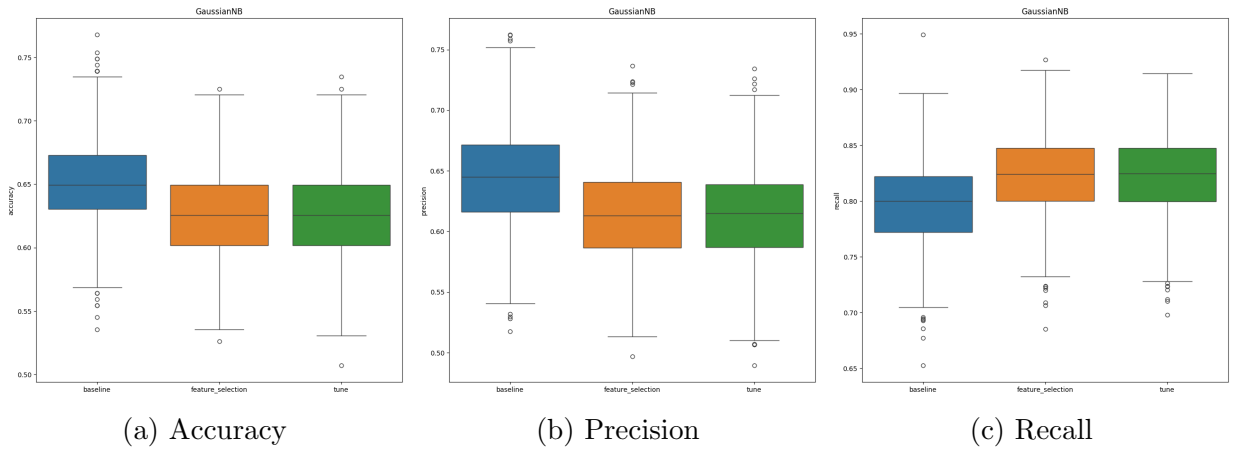 GaussianNB
accuracy
0.75
0.70
0.65
0.60
0.55
0.50
baseline feature_selection tune
(a) Accuracy
GaussianNB
precision
0.75
0.70
0.65
0.60
0.55
0.50
baseline feature_selection tune
(b) Precision
GaussianNB
recall
0.95
0.90
0.85
0.80
0.75
0.70
0.65
baseline feature_selection tune
(c) Recall